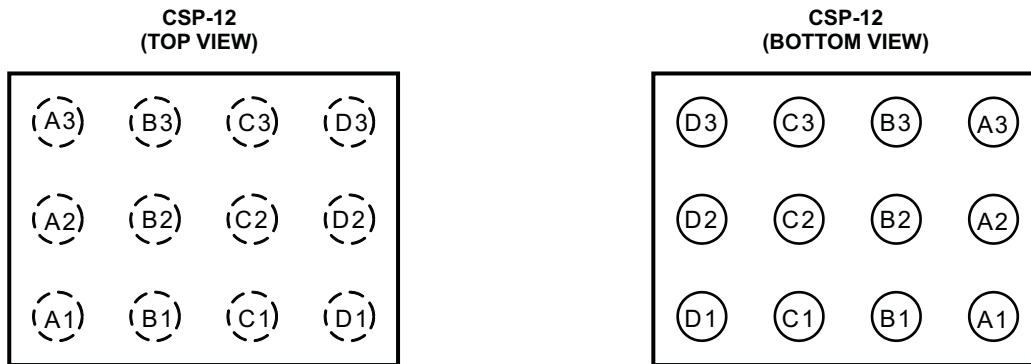 CSP-12
(TOP VIEW)
A3 B3 C3 D3
A2 B2 C2 D2
A1 B1 C1 D1
CSP-12
(BOTTOM VIEW)
D3 C3 B3 A3
D2 C2 B2 A2
D1 C1 B1 A1